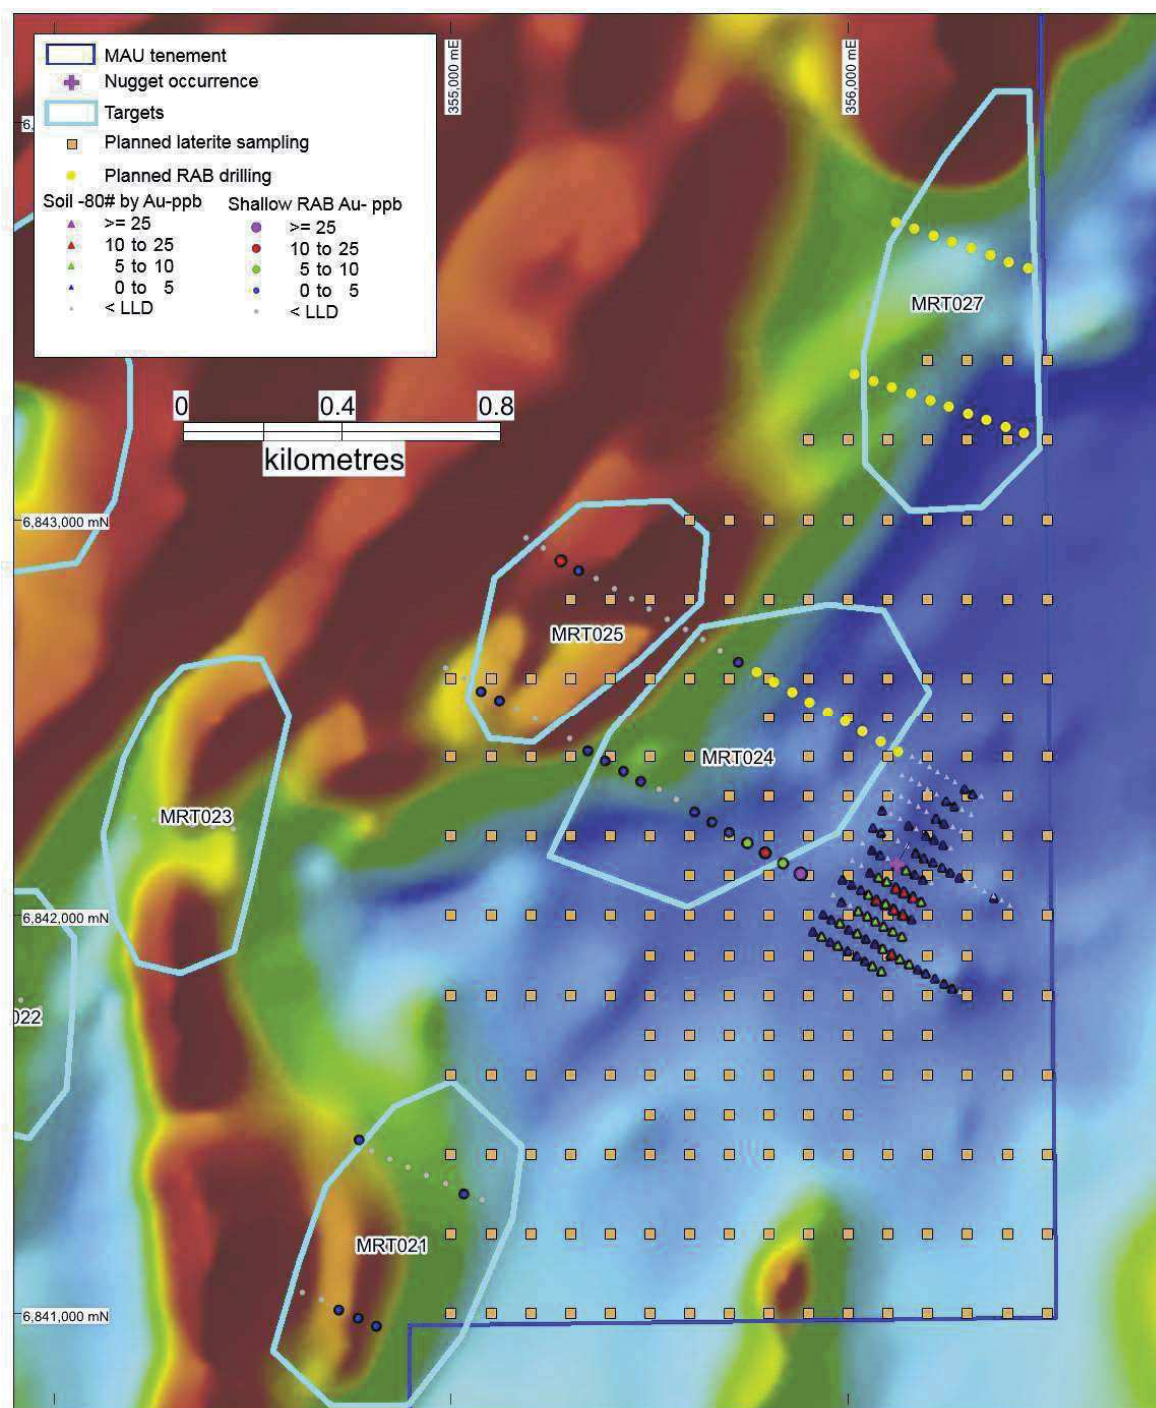 MAU tenement
Nugget occurrence
Targets
Planned laterite sampling
Planned RAB drilling
Soil -80# by Au-ppb
>= 25
10 to 25
5 to 10
0 to 5
< LLD
Shallow RAB Au- ppb
>= 25
10 to 25
5 to 10
0 to 5
< LLD
355,000 mE
356,000 mE
6,
0 0.4 0.8
kilometres
MRT027
6,843,000 mN
MRT025
MRT024
MRT023
6,842,000 mN
022
MRT021
6,841,000 mN